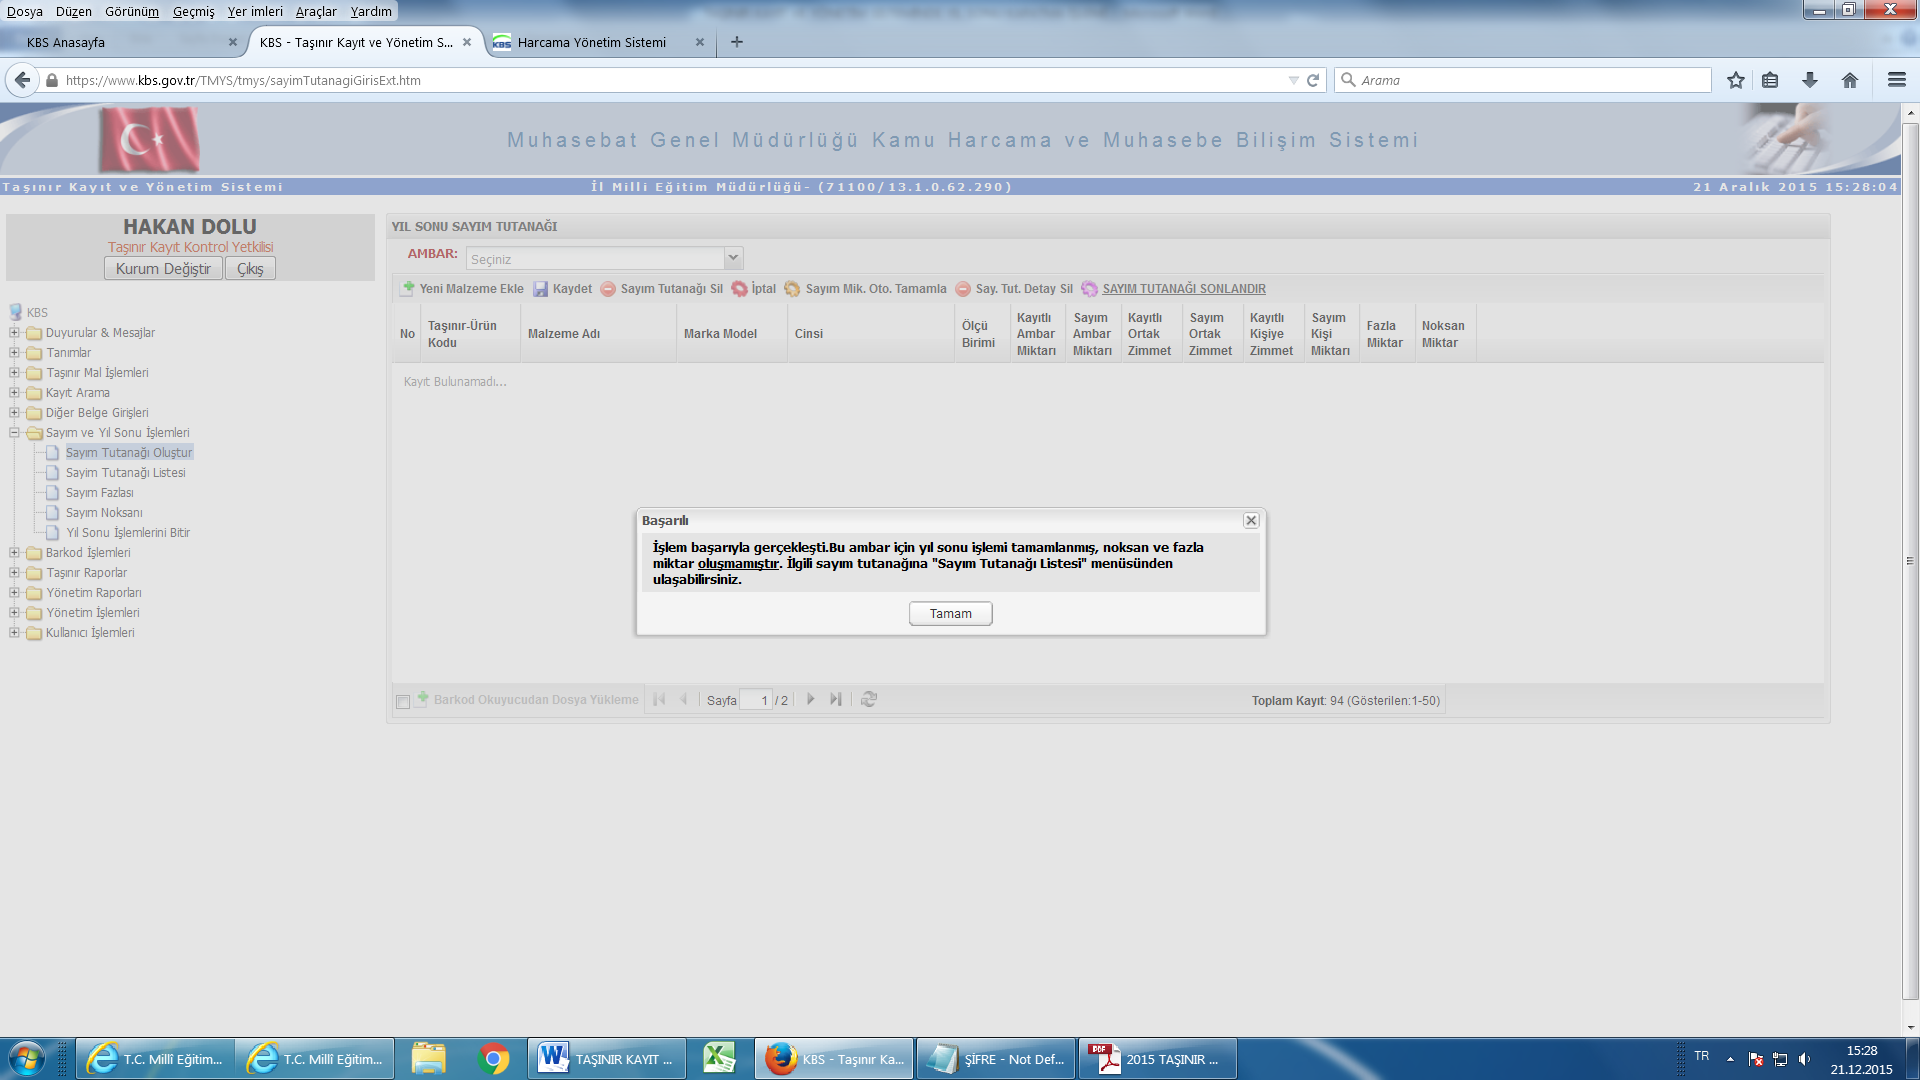 Dosya Düzen Görünüm Geçmiş Yer imleri Araçlar Yardım
KBS Anasayfa
KBS - Taşınır Kayıt ve Yönetim S...
KBS Harcama Yönetim Sistemi
https://www.kbs.gov.tr/TMYS/tmys/sayimTutanagiGirisExt.htm
Arama
Muhasebat Genel Müdürlüğü Kamu Harcama ve Muhasebe Bilişim Sistemi
Taşınır Kayıt ve Yönetim Sistemi
İl Milli Eğitim Müdürlüğü- (71100/13.1.0.62.290)
21 Aralık 2015 15:28:04
HAKAN DOLU
Taşınır Kayıt Kontrol Yetkilisi
Kurum Değiştir Çıkış
KBS
Duyurular & Mesajlar
Tanımlar
Taşınır Mal İşlemleri
Kayıt Arama
Diğer Belge Girişleri
Sayım ve Yıl Sonu İşlemleri
Sayım Tutanağı Oluştur
Sayım Tutanağı Listesi
Sayım Fazlası
Sayım Noksanı
Yıl Sonu İşlemlerini Bitir
Barkod İşlemleri
Taşınır Raporlar
Yönetim Raporları
Yönetim İşlemleri
Kullanıcı İşlemleri
YIL SONU SAYIM TUTANAĞI
AMBAR: Seçiniz
Yeni Malzeme Ekle Kaydet Sayım Tutanağı Sil İptal Sayım Mik. Oto. Tamamla Say. Tut. Detay Sil SAYIM TUTANAĞI SONLANDIR
No
Taşınır-Ürün
Kodu
Malzeme Adı
Marka Model
Cinsi
Ölçü
Birimi
Kayıtlı
Ambar
Miktarı
Sayım
Ambar
Miktarı
Kayıtlı
Ortak
Zimmet
Sayım
Ortak
Zimmet
Kayıtlı
Kişiye
Zimmet
Sayım
Kişi
Miktarı
Fazla
Miktar
Noksan
Miktar
Kayıt Bulunamadı...
Başarılı
İşlem başarıyla gerçekleşti.Bu ambar için yıl sonu işlemi tamamlanmış, noksan ve fazla
miktar oluşmamıştır. İlgili sayım tutanağına "Sayım Tutanağı Listesi" menüsünden
ulaşabilirsiniz.
Tamam
Barkod Okuyucudan Dosya Yükleme
Sayfa 1 / 2
Toplam Kayıt: 94 (Gösterilen:1-50)
T.C. Millî Eğitim...
T.C. Millî Eğitim...
TAŞINIR KAYIT ...
KBS - Taşınır Ka...
ŞİFRE - Not Def...
2015 TAŞINIR ...
TR
15:28
21.12.2015